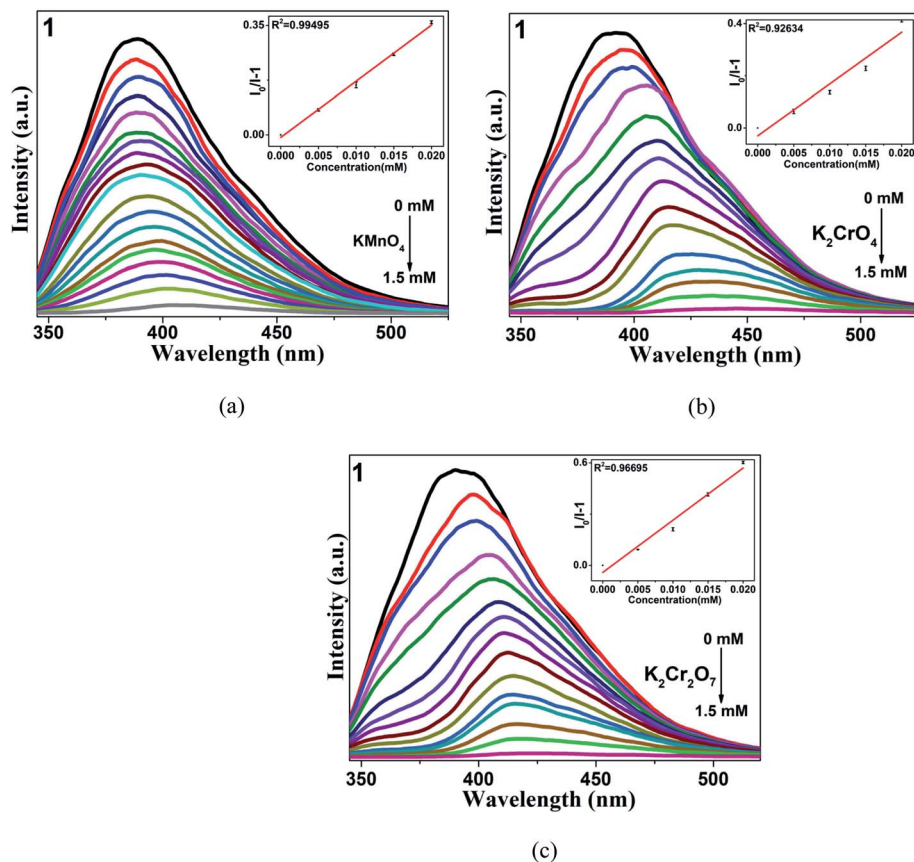 1
R²=0.99495
0.35
0.00
I₀/I-1
0.000 0.005 0.010 0.015 0.020
Concentration(mM)
Intensity (a.u.)
0 mM
KMnO₄
1.5 mM
350 400 450 500
Wavelength (nm)
(a)
1
R²=0.92634
0.4
0.0
I₀/I-1
0.000 0.005 0.010 0.015 0.020
Concentration(mM)
Intensity (a.u.)
0 mM
K₂CrO₄
1.5 mM
350 400 450 500
Wavelength (nm)
(b)
1
R²=0.96695
0.6
0.0
I₀/I-1
0.000 0.005 0.010 0.015 0.020
Concentration(mM)
Intensity (a.u.)
0 mM
K₂Cr₂O₇
1.5 mM
350 400 450 500
Wavelength (nm)
(c)